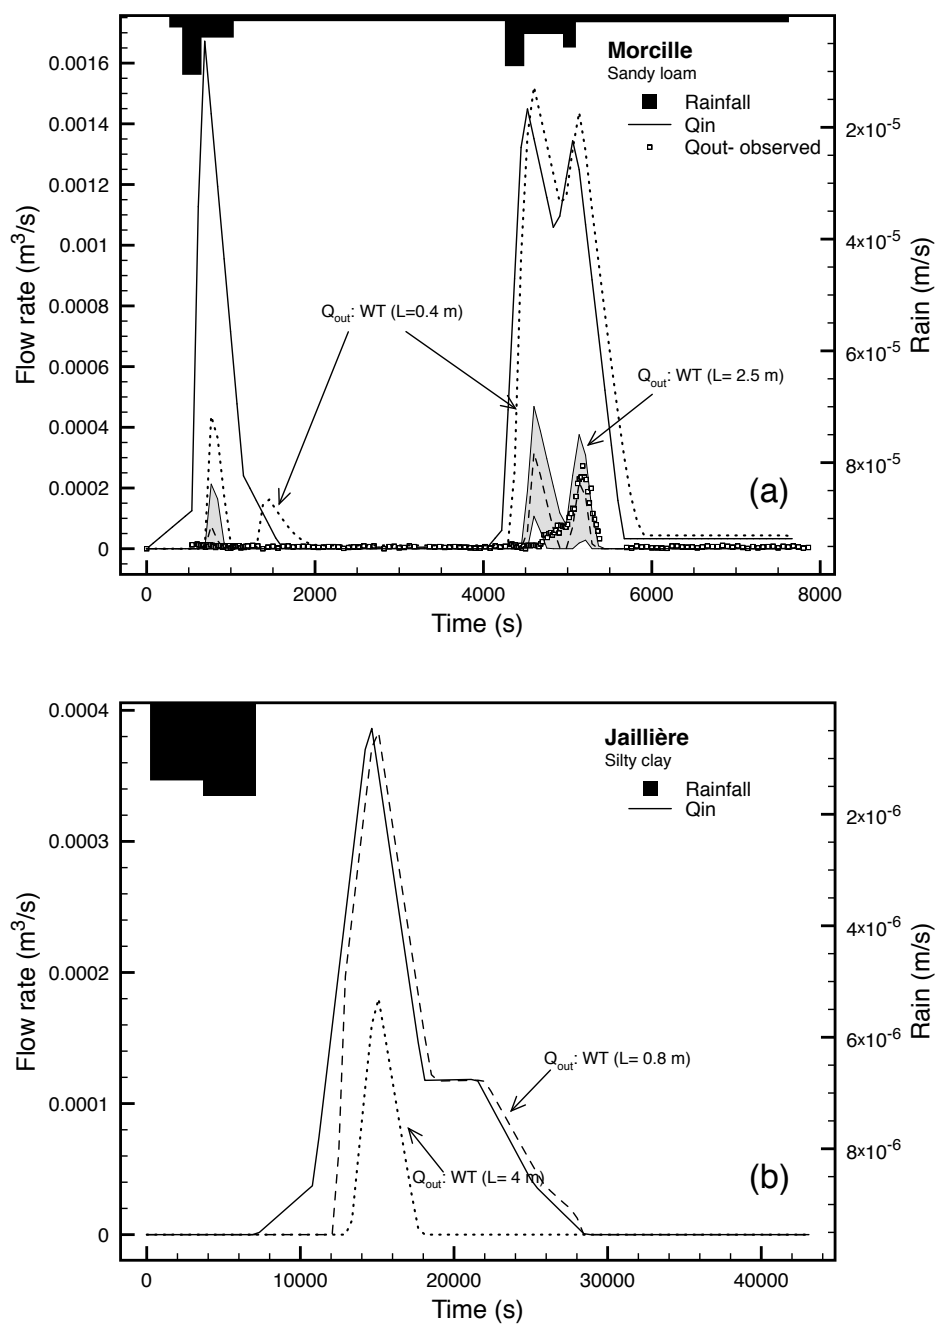 Morcille
Sandy loam
Rainfall
Qin
Qout- observed
0.0016
0.0014
0.0012
0.001
0.0008
0.0006
0.0004
0.0002
0
Flow rate (m³/s)
2x10⁻⁵
4x10⁻⁵
6x10⁻⁵
8x10⁻⁵
Rain (m/s)
Qout: WT (L=0.4 m)
Qout: WT (L= 2.5 m)
(a)
0 2000 4000 6000 8000
Time (s)
Jaillière
Silty clay
Rainfall
Qin
0.0004
0.0003
0.0002
0.0001
0
Flow rate (m³/s)
2x10⁻⁶
4x10⁻⁶
6x10⁻⁶
8x10⁻⁶
Rain (m/s)
Qout: WT (L= 0.8 m)
Qout: WT (L= 4 m)
(b)
0 10000 20000 30000 40000
Time (s)